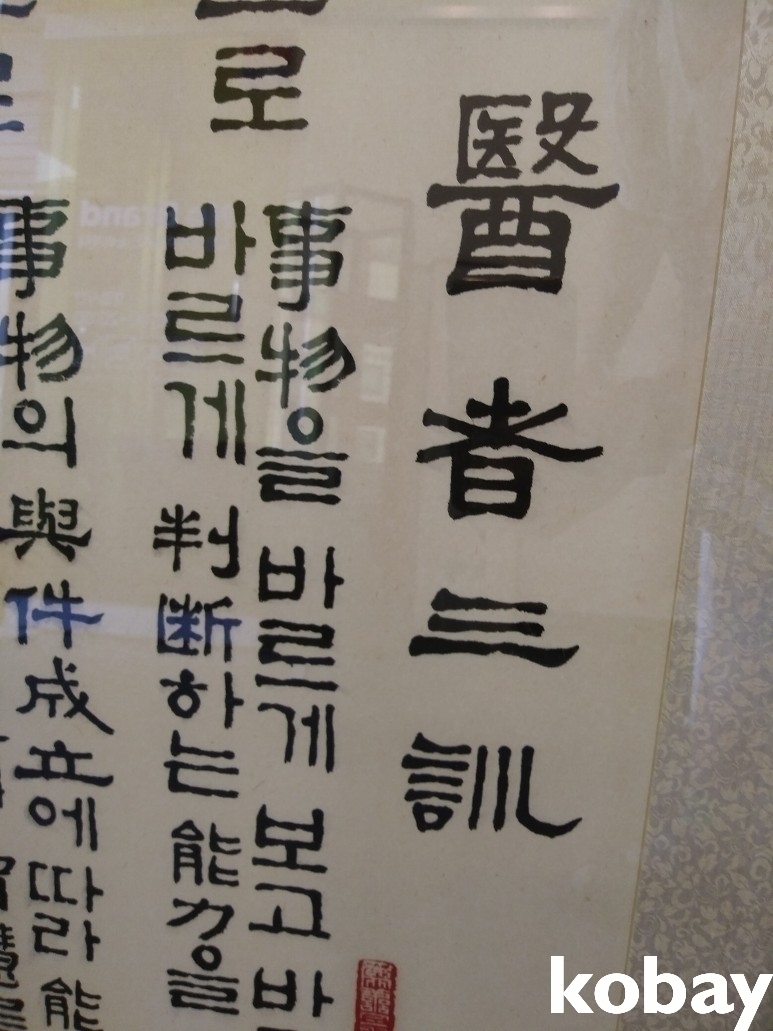 醫者三訓
로
事物을 바르게 보고 바
바르게 判断하는 能力을
事物의 與件成立에 따라 能
kobay